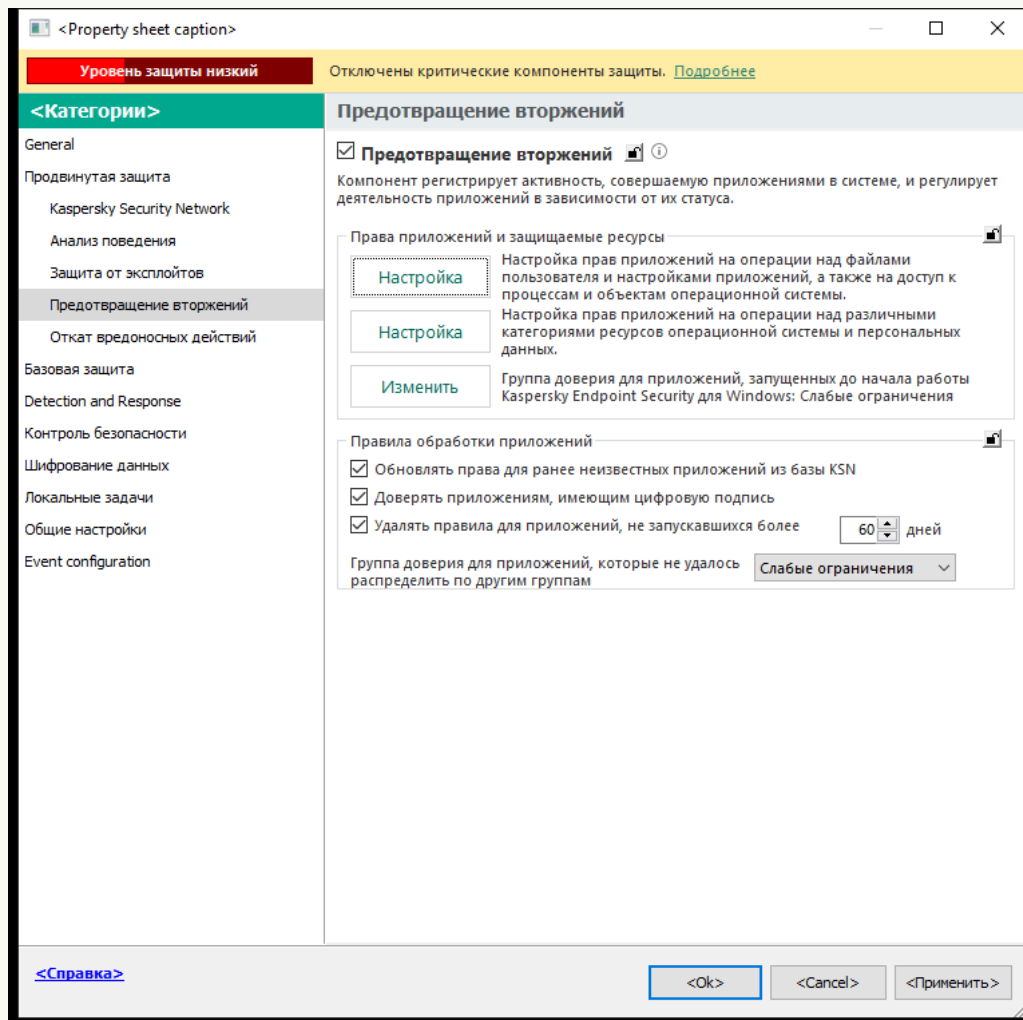 <Property sheet caption>
Уровень защиты низкий
Отключены критические компоненты защиты. Подробнее
<Категории>
General
Продвинутая защита
Kaspersky Security Network
Анализ поведения
Защита от эксплойтов
Предотвращение вторжений
Откат вредоносных действий
Базовая защита
Detection and Response
Контроль безопасности
Шифрование данных
Локальные задачи
Общие настройки
Event configuration
Предотвращение вторжений
Предотвращение вторжений
Компонент регистрирует активность, совершаемую приложениями в системе, и регулирует
деятельность приложений в зависимости от их статуса.
Права приложений и защищаемые ресурсы
Настройка
Настройка прав приложений на операции над файлами
пользователя и настройками приложений, а также на доступ к
процессам и объектам операционной системы.
Настройка
Настройка прав приложений на операции над различными
категориями ресурсов операционной системы и персональных
данных.
Изменить
Группа доверия для приложений, запущенных до начала работы
Kaspersky Endpoint Security для Windows: Слабые ограничения
Правила обработки приложений
Обновлять права для ранее неизвестных приложений из базы KSN
Доверять приложениям, имеющим цифровую подпись
Удалять правила для приложений, не запускавшихся более 60 дней
Группа доверия для приложений, которые не удалось
распределить по другим группам
Слабые ограничения
<Справка>
<Ok>
<Cancel>
<Применить>